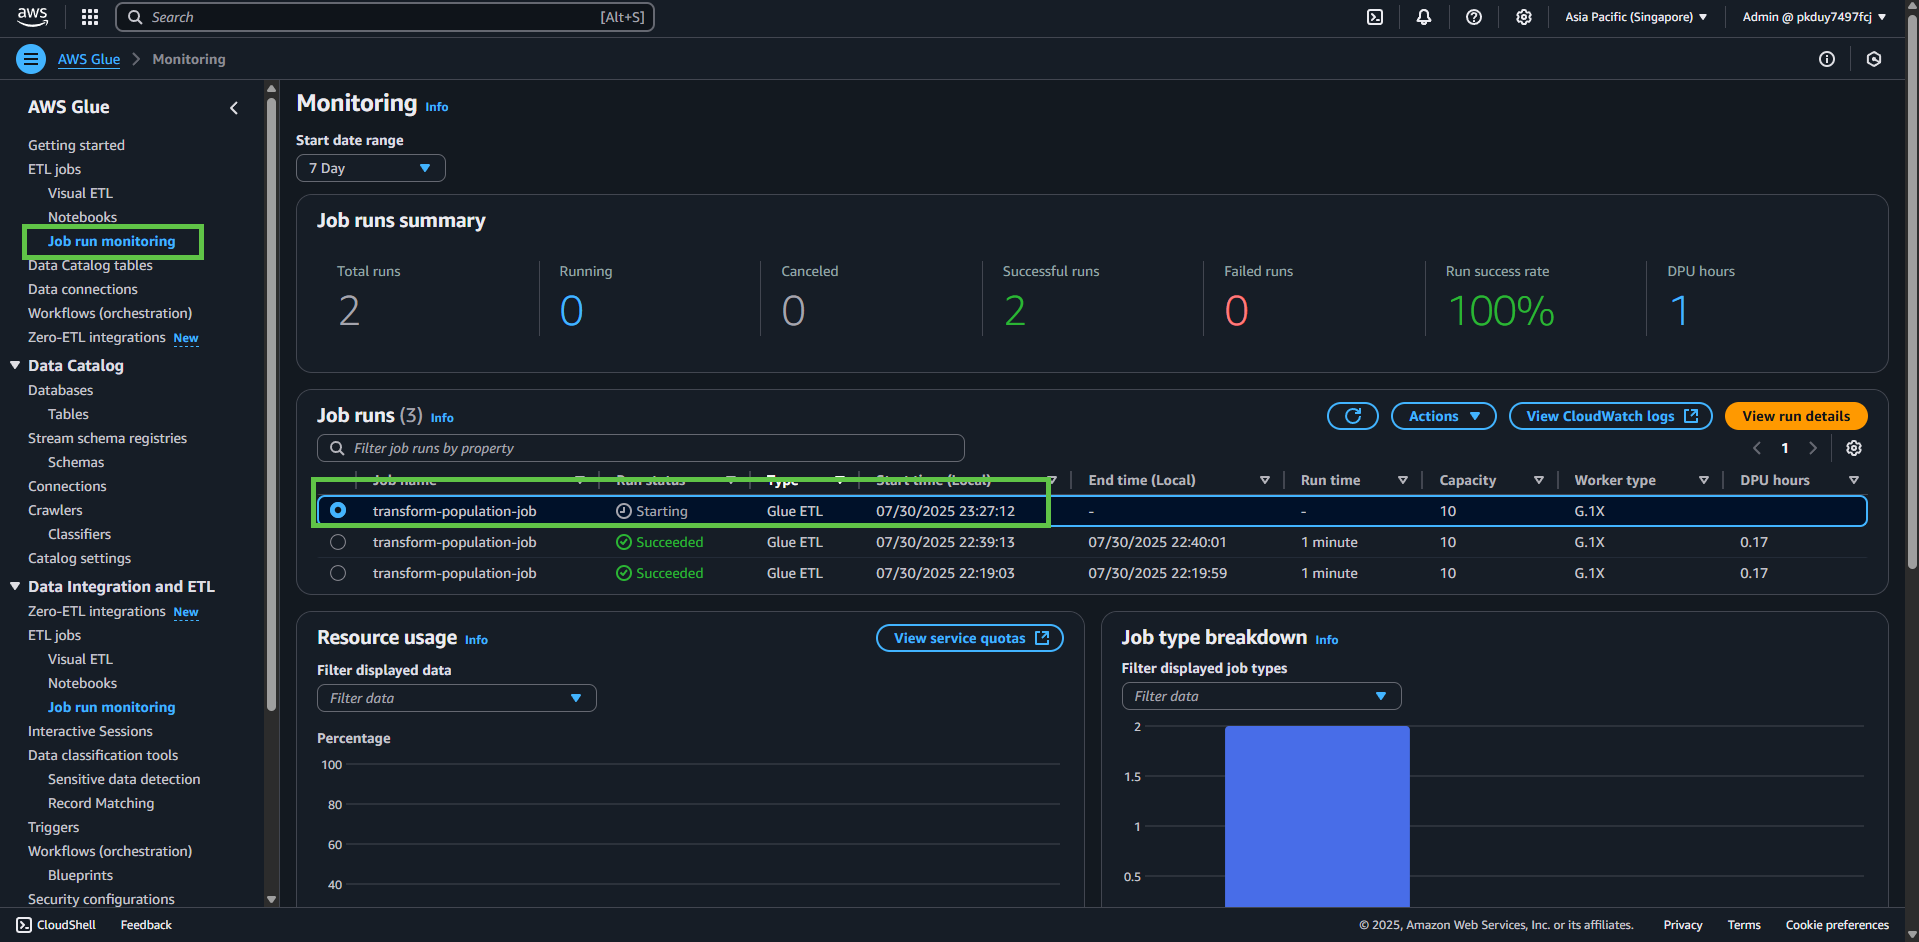 aws
Search [Alt+S]
Asia Pacific (Singapore)
Admin @ pkduy7497fcj
AWS Glue > Monitoring
AWS Glue
Getting started
ETL jobs
Visual ETL
Notebooks
Job run monitoring
Data Catalog tables
Data connections
Workflows (orchestration)
Zero-ETL integrations New
Data Catalog
Databases
Tables
Stream schema registries
Schemas
Connections
Crawlers
Classifiers
Catalog settings
Data Integration and ETL
Zero-ETL integrations New
ETL jobs
Visual ETL
Notebooks
Job run monitoring
Interactive Sessions
Data classification tools
Sensitive data detection
Record Matching
Triggers
Workflows (orchestration)
Blueprints
Security configurations
Monitoring Info
Start date range
7 Day
Job runs summary
Total runs
2
Running
0
Canceled
0
Successful runs
2
Failed runs
0
Run success rate
100%
DPU hours
1
Job runs (3) Info
Actions
View CloudWatch logs
View run details
Filter job runs by property
1
Job name Run status Type Start time (Local) End time (Local) Run time Capacity Worker type DPU hours
transform-population-job Starting Glue ETL 07/30/2025 23:27:12 - - 10 G.1X
transform-population-job Succeeded Glue ETL 07/30/2025 22:39:13 07/30/2025 22:40:01 1 minute 10 G.1X 0.17
transform-population-job Succeeded Glue ETL 07/30/2025 22:19:03 07/30/2025 22:19:59 1 minute 10 G.1X 0.17
Resource usage Info
View service quotas
Filter displayed data
Filter data
Percentage
100
80
60
40
Job type breakdown Info
Filter displayed job types
Filter data
2
1.5
1
0.5
CloudShell
Feedback
© 2025, Amazon Web Services, Inc. or its affiliates.
Privacy
Terms
Cookie preferences